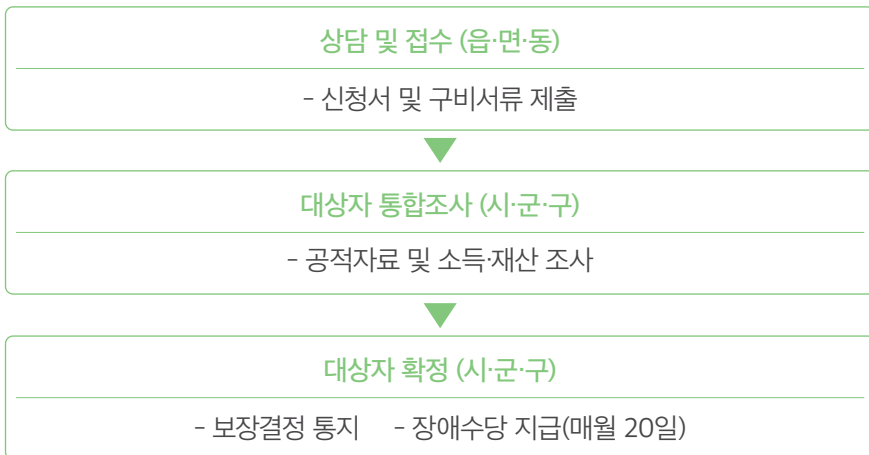 상담 및 접수 (읍·면·동)
- 신청서 및 구비서류 제출
대상자 통합조사 (시·군·구)
- 공적자료 및 소득·재산 조사
대상자 확정 (시·군·구)
- 보장결정 통지 - 장애수당 지급(매월 20일)